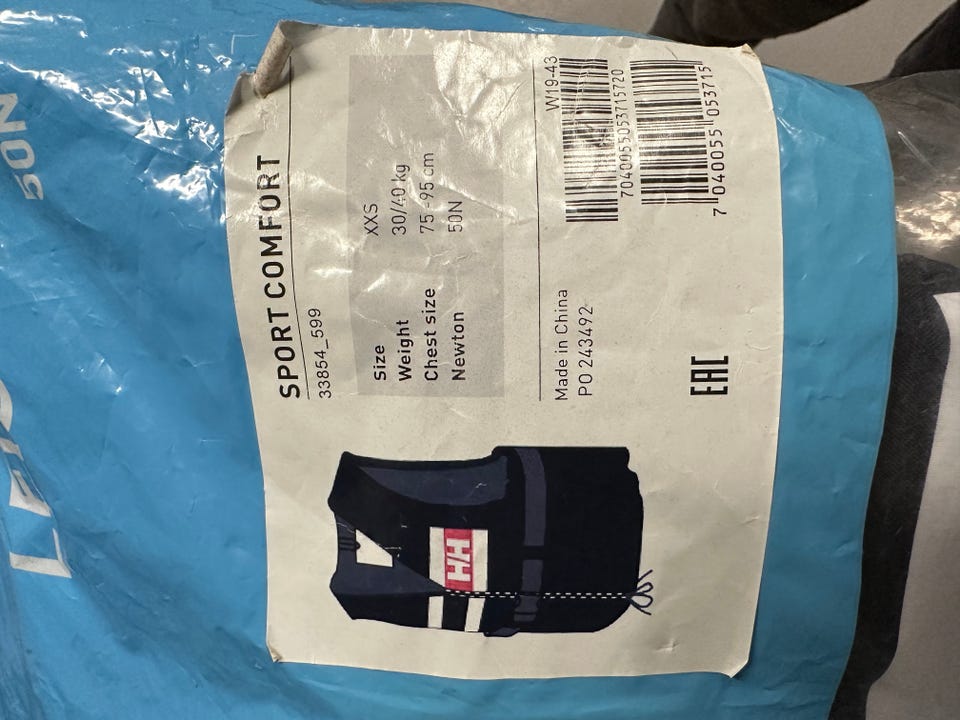 50N
SPORT COMFORT
33854_599
Size XXS
Weight 30/40 kg
Chest size 75 - 95 cm
Newton 50N
Made in China
PO 243492
W19-43
7040055053715720
7 040055 053715
EAC
HH